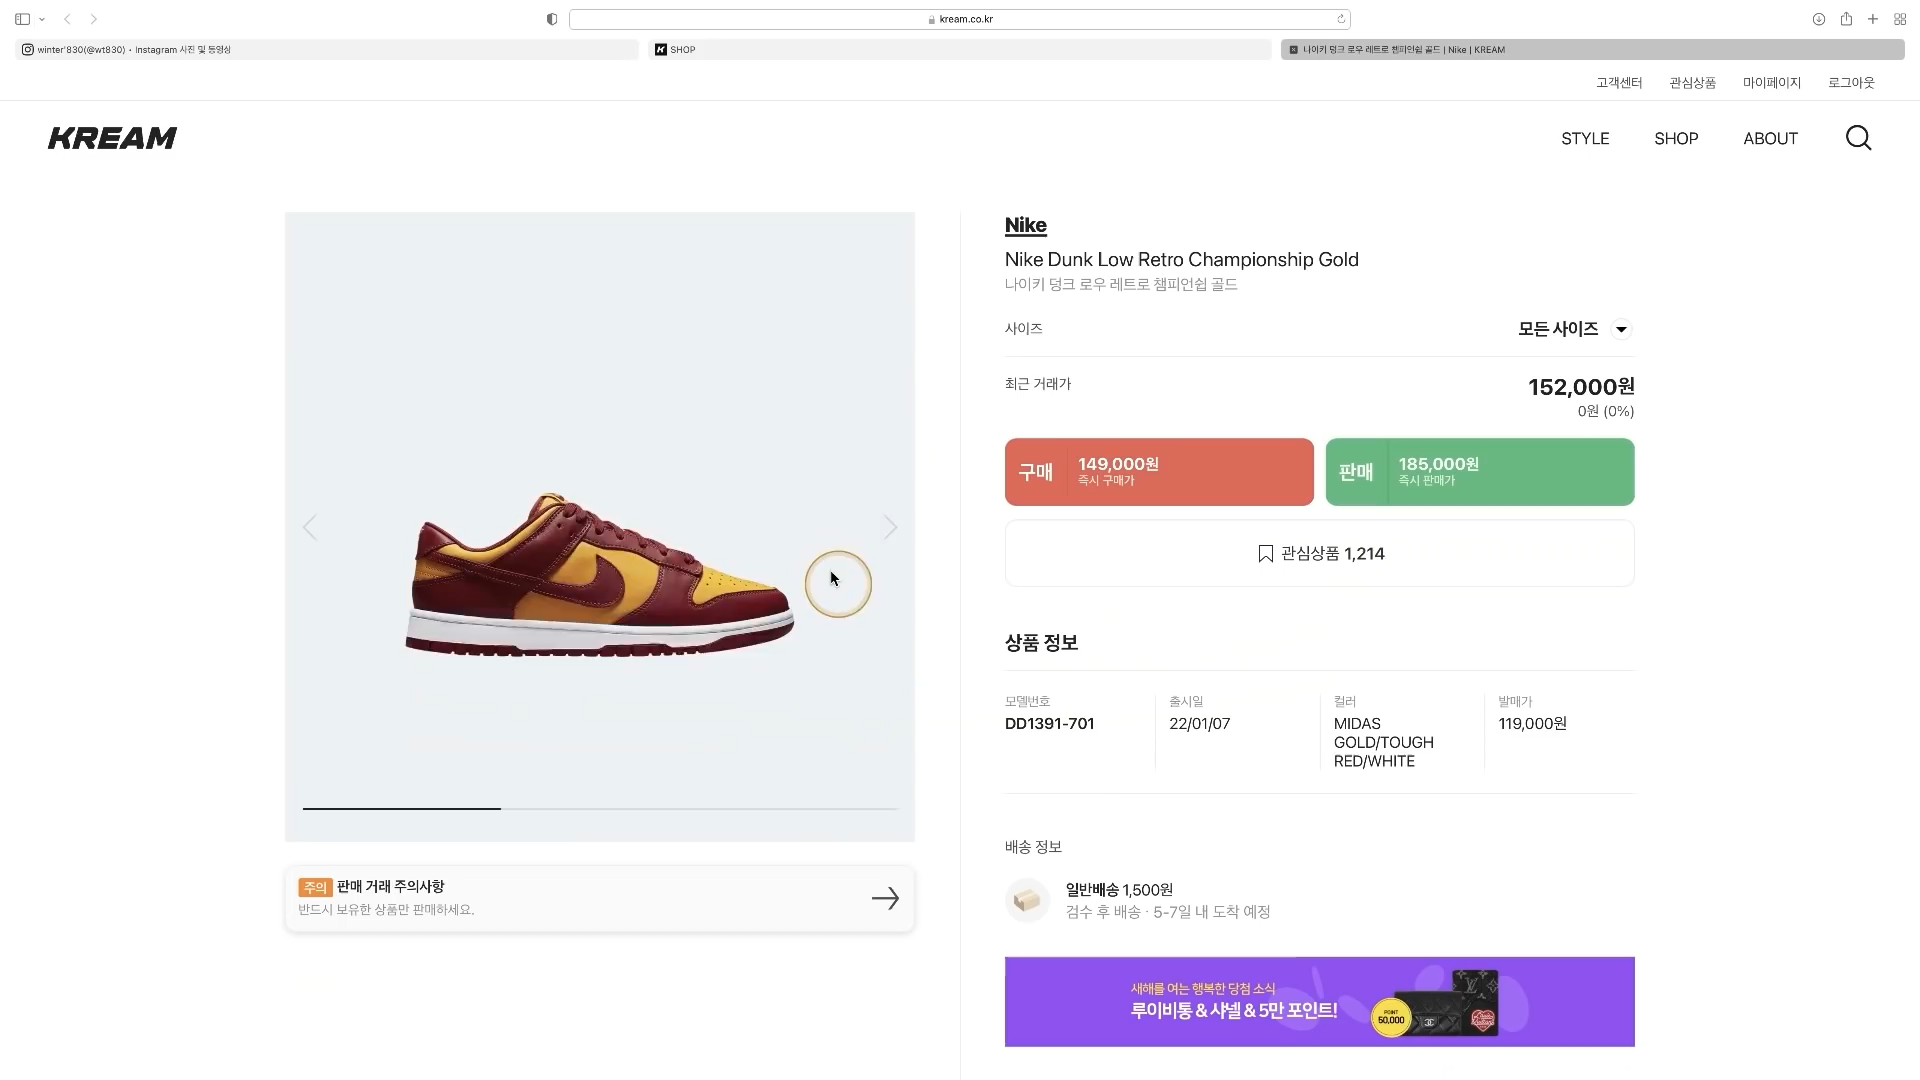 kream.co.kr
winter'830(@wt830) • Instagram 사진 및 동영상
SHOP
나이키 덩크 로우 레트로 챔피언쉽 골드 | Nike | KREAM
고객센터 관심상품 마이페이지 로그아웃
KREAM
STYLE SHOP ABOUT
Nike
Nike Dunk Low Retro Championship Gold
나이키 덩크 로우 레트로 챔피언쉽 골드
사이즈 모든 사이즈
최근 거래가 152,000원
0원 (0%)
구매 149,000원
즉시 구매가
판매 185,000원
즉시 판매가
관심상품 1,214
상품 정보
모델번호
DD1391-701
출시일
22/01/07
컬러
MIDAS
GOLD/TOUGH
RED/WHITE
발매가
119,000원
주의 판매 거래 주의사항
반드시 보유한 상품만 판매하세요.
배송 정보
일반배송 1,500원
검수 후 배송 · 5-7일 내 도착 예정
새해를 여는 행복한 당첨 소식
루이비통 & 샤넬 & 5만 포인트!
POINT
50,000